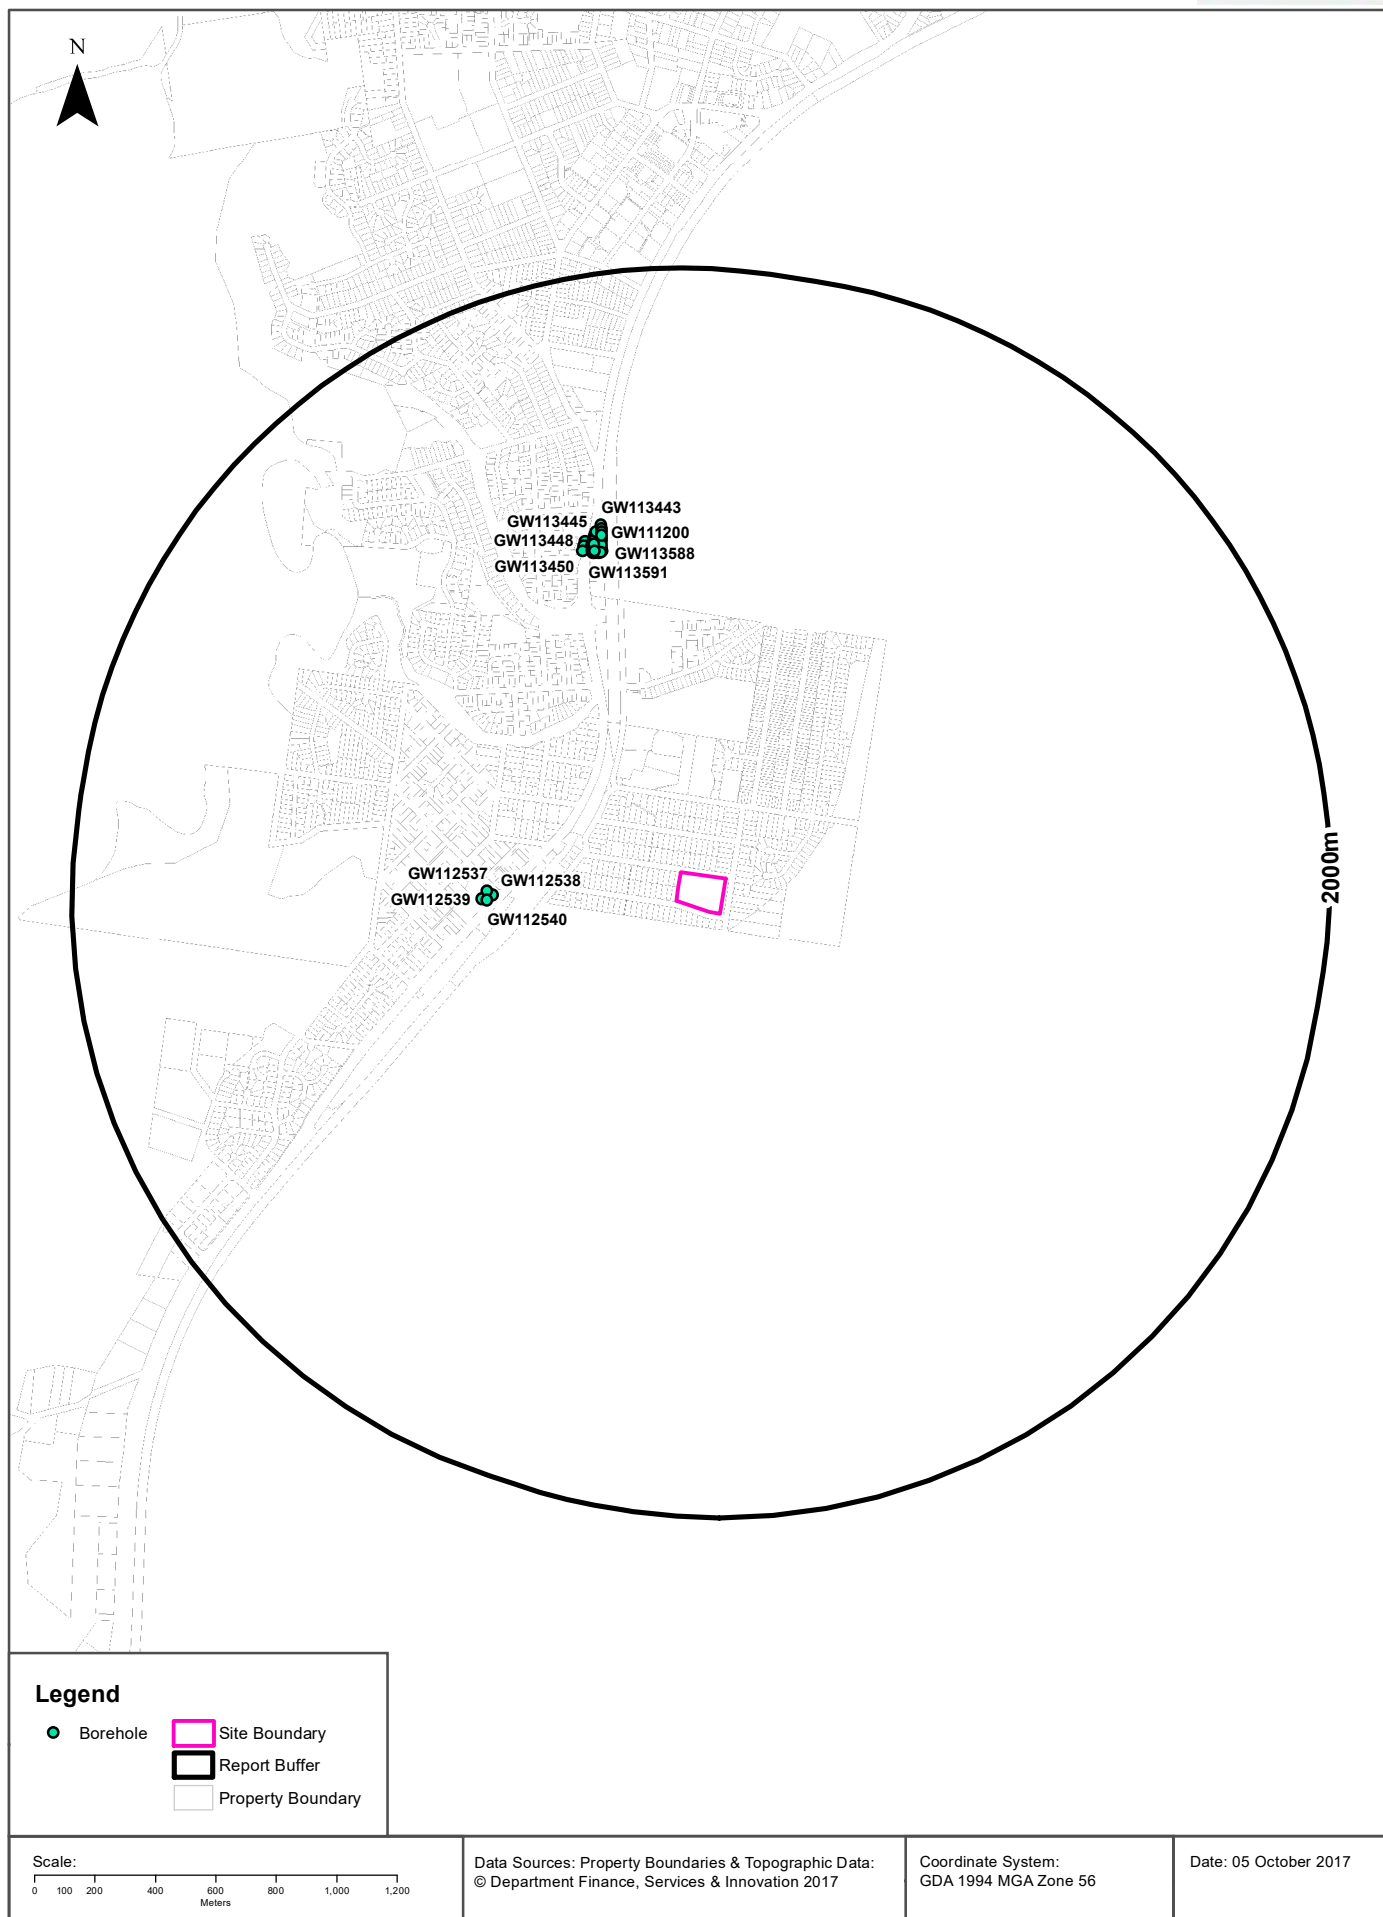 N
GW113443
GW113445
GW111200
GW113448
GW113588
GW113450
GW113591
2000m
GW112537
GW112538
GW112539
GW112540
Legend
Borehole
Site Boundary
Report Buffer
Property Boundary
Scale:
0 100 200 400 600 800 1,000 1,200
Meters
Data Sources: Property Boundaries & Topographic Data:
© Department Finance, Services & Innovation 2017
Coordinate System:
GDA 1994 MGA Zone 56
Date: 05 October 2017